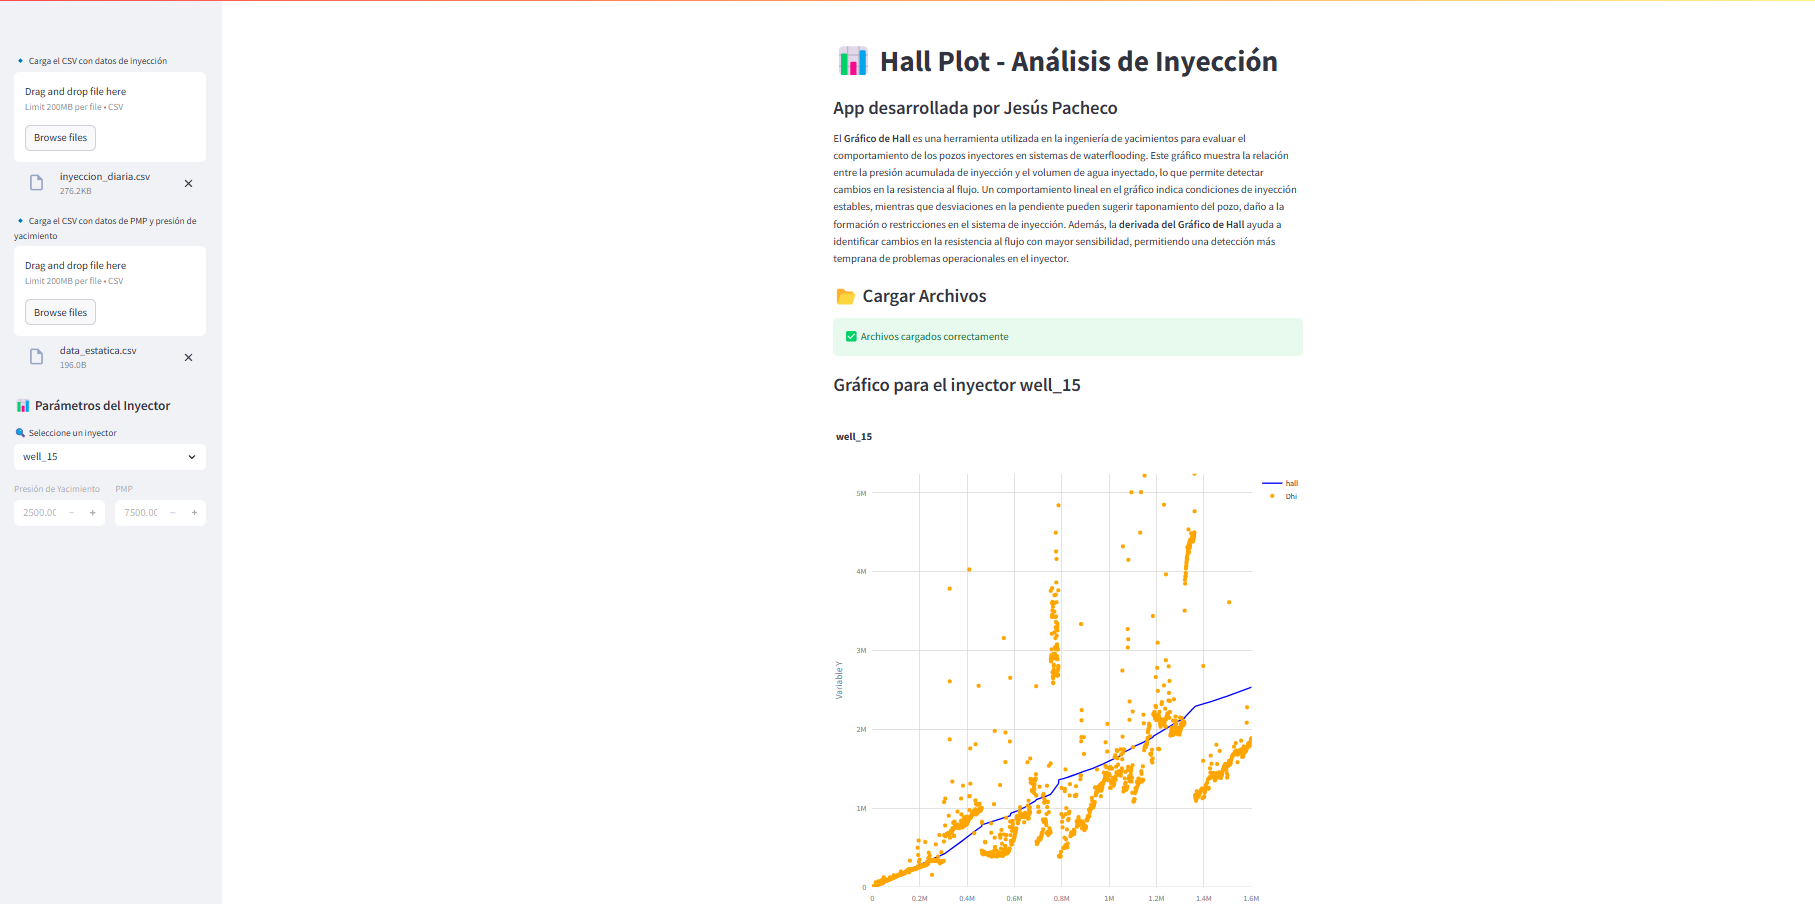 Carga el CSV con datos de inyección
Drag and drop file here
Limit 200MB per file • CSV
Browse files
inyeccion_diaria.csv
276.2KB
Carga el CSV con datos de PMP y presión de
yacimiento
Drag and drop file here
Limit 200MB per file • CSV
Browse files
data_estatica.csv
196.0B
Parámetros del Inyector
Seleccione un inyector
well_15
Presión de Yacimiento PMP
2500.00 − + 7500.00 − +
Hall Plot - Análisis de Inyección
App desarrollada por Jesús Pacheco
El Gráfico de Hall es una herramienta utilizada en la ingeniería de yacimientos para evaluar el
comportamiento de los pozos inyectores en sistemas de waterflooding. Este gráfico muestra la relación
entre la presión acumulada de inyección y el volumen de agua inyectado, lo que permite detectar
cambios en la resistencia al flujo. Un comportamiento lineal en el gráfico indica condiciones de inyección
estables, mientras que desviaciones en la pendiente pueden sugerir taponamiento del pozo, daño a la
formación o restricciones en el sistema de inyección. Además, la derivada del Gráfico de Hall ayuda a
identificar cambios en la resistencia al flujo con mayor sensibilidad, permitiendo una detección más
temprana de problemas operacionales en el inyector.
Cargar Archivos
Archivos cargados correctamente
Gráfico para el inyector well_15
well_15
hall
Dhi
5M
4M
3M
2M
1M
0
Variable Y
0 0.2M 0.4M 0.6M 0.8M 1M 1.2M 1.4M 1.6M